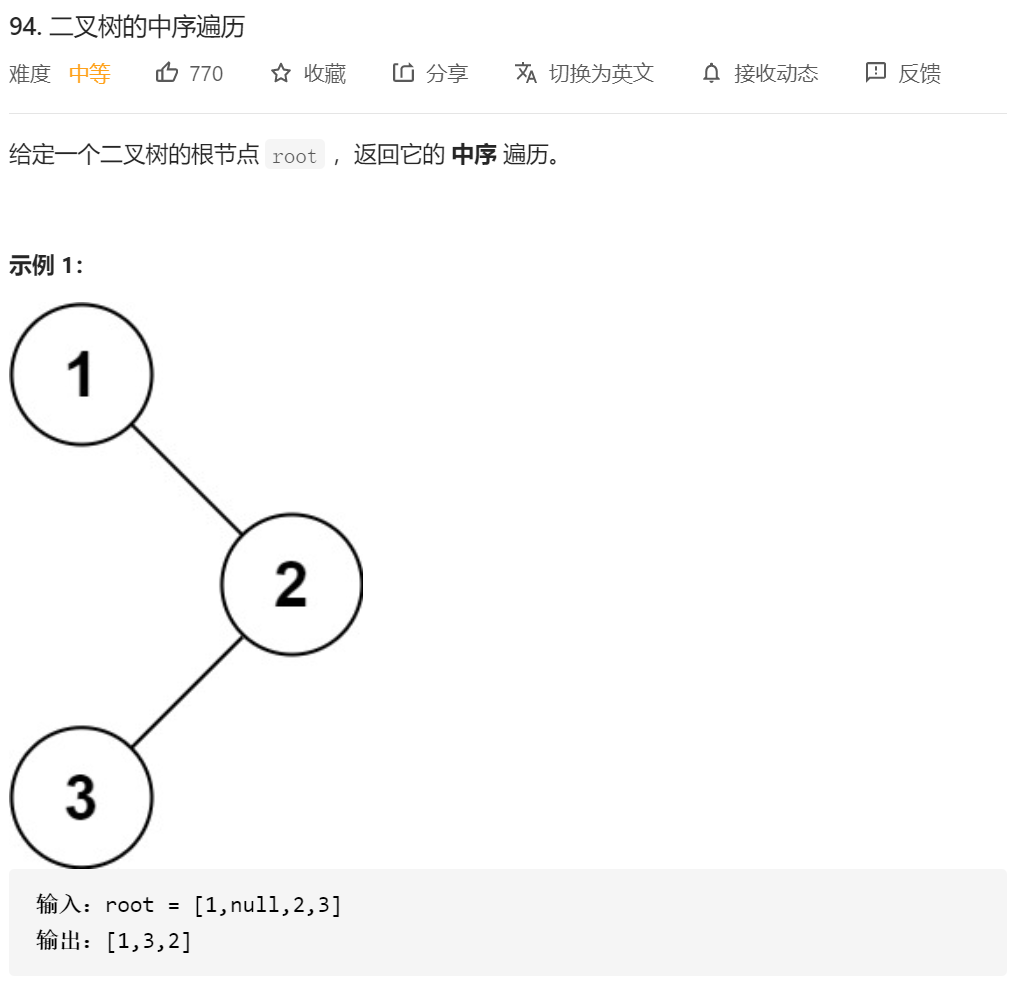 94. 二叉树的中序遍历
难度 中等 770 收藏 分享 切换为英文 接收动态 反馈
给定一个二叉树的根节点 root ，返回它的 中序 遍历。
示例 1：
1
2
3
输入：root = [1,null,2,3]
输出：[1,3,2]